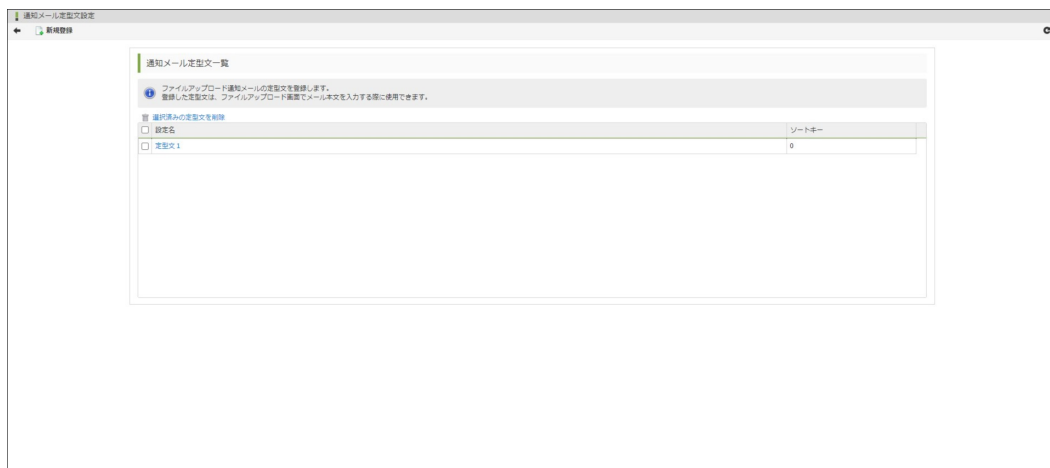 通知メール定型文設定
新規登録
通知メール定型文一覧
ファイルアップロード通知メールの定型文を登録します。
登録した定型文は、ファイルアップロード画面でメール本文を入力する際に使用できます。
選択済みの定型文を削除
設定名 ソートキー
定型文１ 0